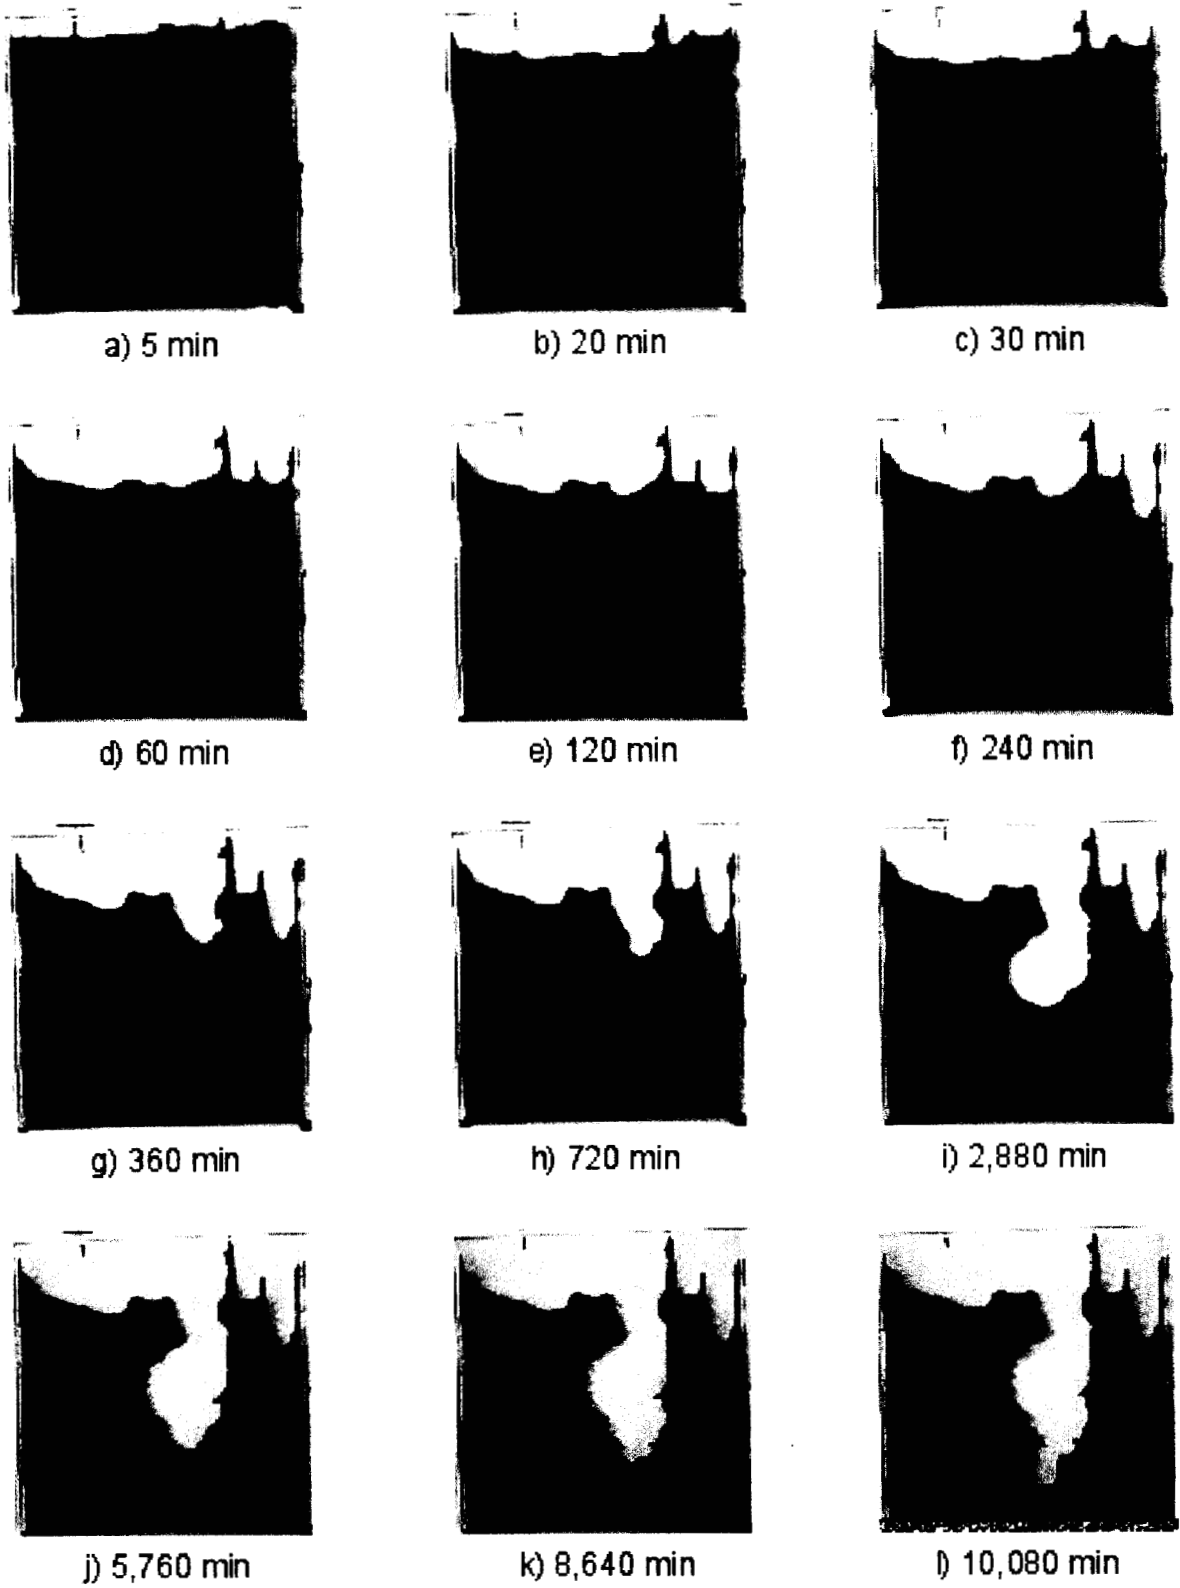 a) 5 min
b) 20 min
c) 30 min
d) 60 min
e) 120 min
f) 240 min
g) 360 min
h) 720 min
i) 2,880 min
j) 5,760 min
k) 8,640 min
l) 10,080 min